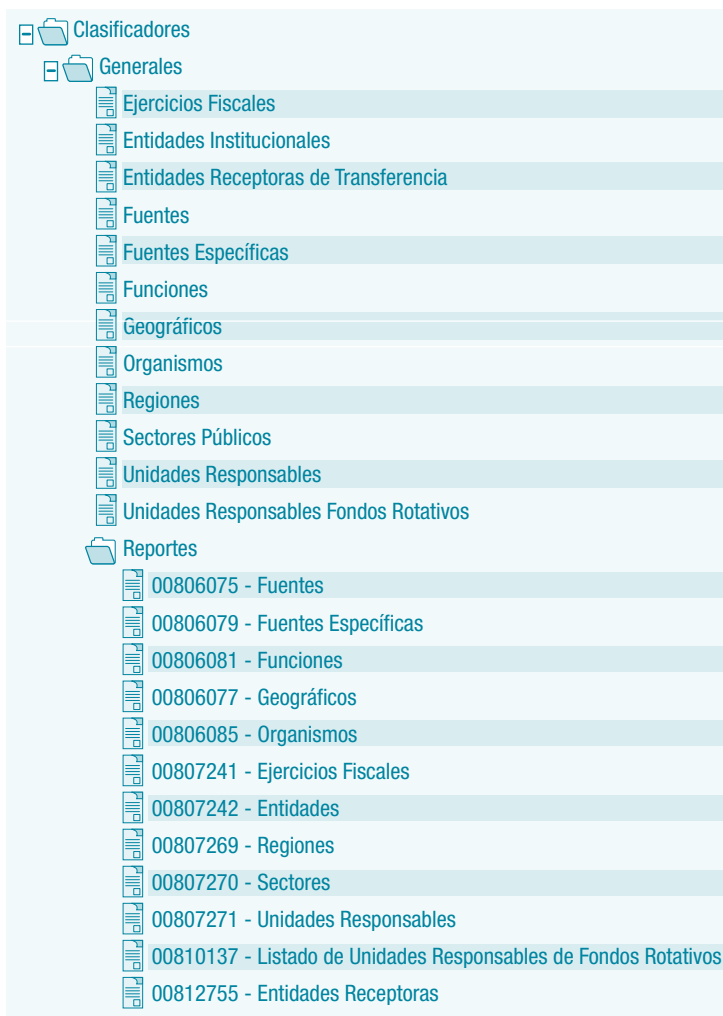 Clasificadores
Generales
Ejercicios Fiscales
Entidades Institucionales
Entidades Receptoras de Transferencia
Fuentes
Fuentes Específicas
Funciones
Geográficos
Organismos
Regiones
Sectores Públicos
Unidades Responsables
Unidades Responsables Fondos Rotativos
Reportes
00806075 - Fuentes
00806079 - Fuentes Específicas
00806081 - Funciones
00806077 - Geográficos
00806085 - Organismos
00807241 - Ejercicios Fiscales
00807242 - Entidades
00807269 - Regiones
00807270 - Sectores
00807271 - Unidades Responsables
00810137 - Listado de Unidades Responsables de Fondos Rotativos
00812755 - Entidades Receptoras